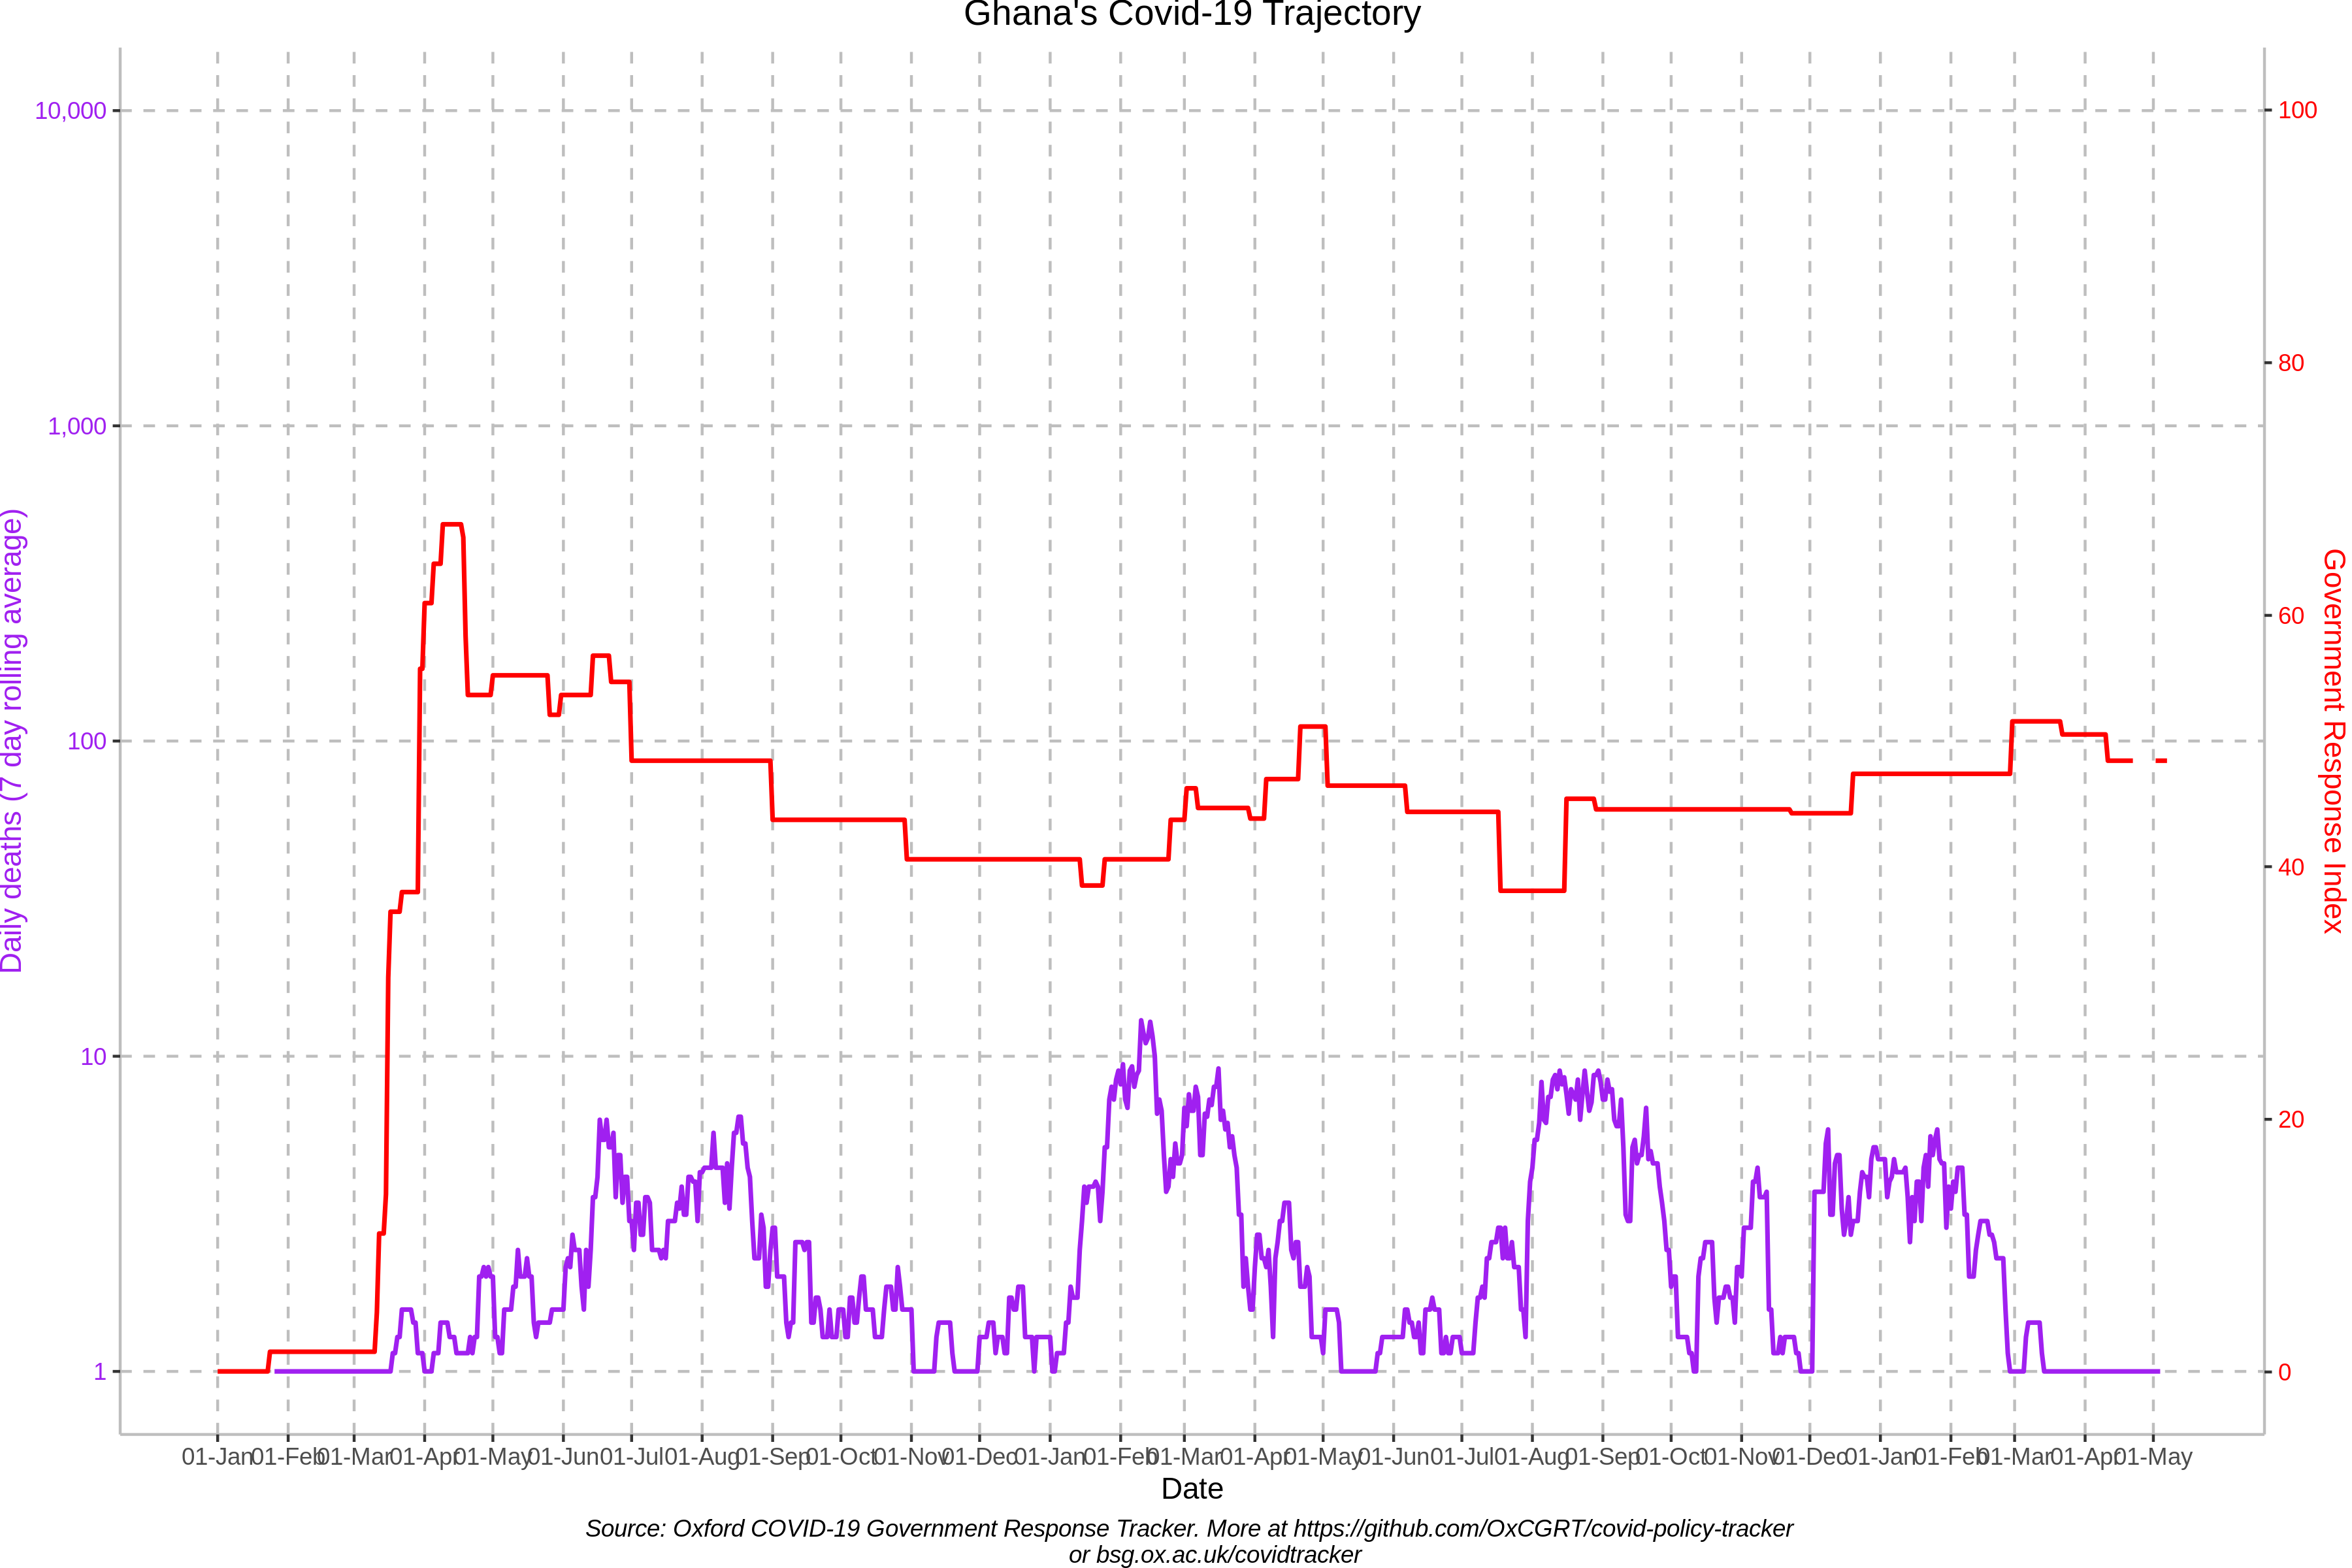 Ghana's Covid-19 Trajectory
10,000
1,000
100
10
1
Daily deaths (7 day rolling average)
100
80
60
40
20
0
Government Response Index
01-Jan 01-Feb 01-Mar 01-Apr 01-May 01-Jun 01-Jul 01-Aug 01-Sep 01-Oct 01-Nov 01-Dec 01-Jan 01-Feb 01-Mar 01-Apr 01-May 01-Jun 01-Jul 01-Aug 01-Sep 01-Oct 01-Nov 01-Dec 01-Jan 01-Feb 01-Mar 01-Apr 01-May
Date
Source: Oxford COVID-19 Government Response Tracker. More at https://github.com/OxCGRT/covid-policy-tracker
or bsg.ox.ac.uk/covidtracker